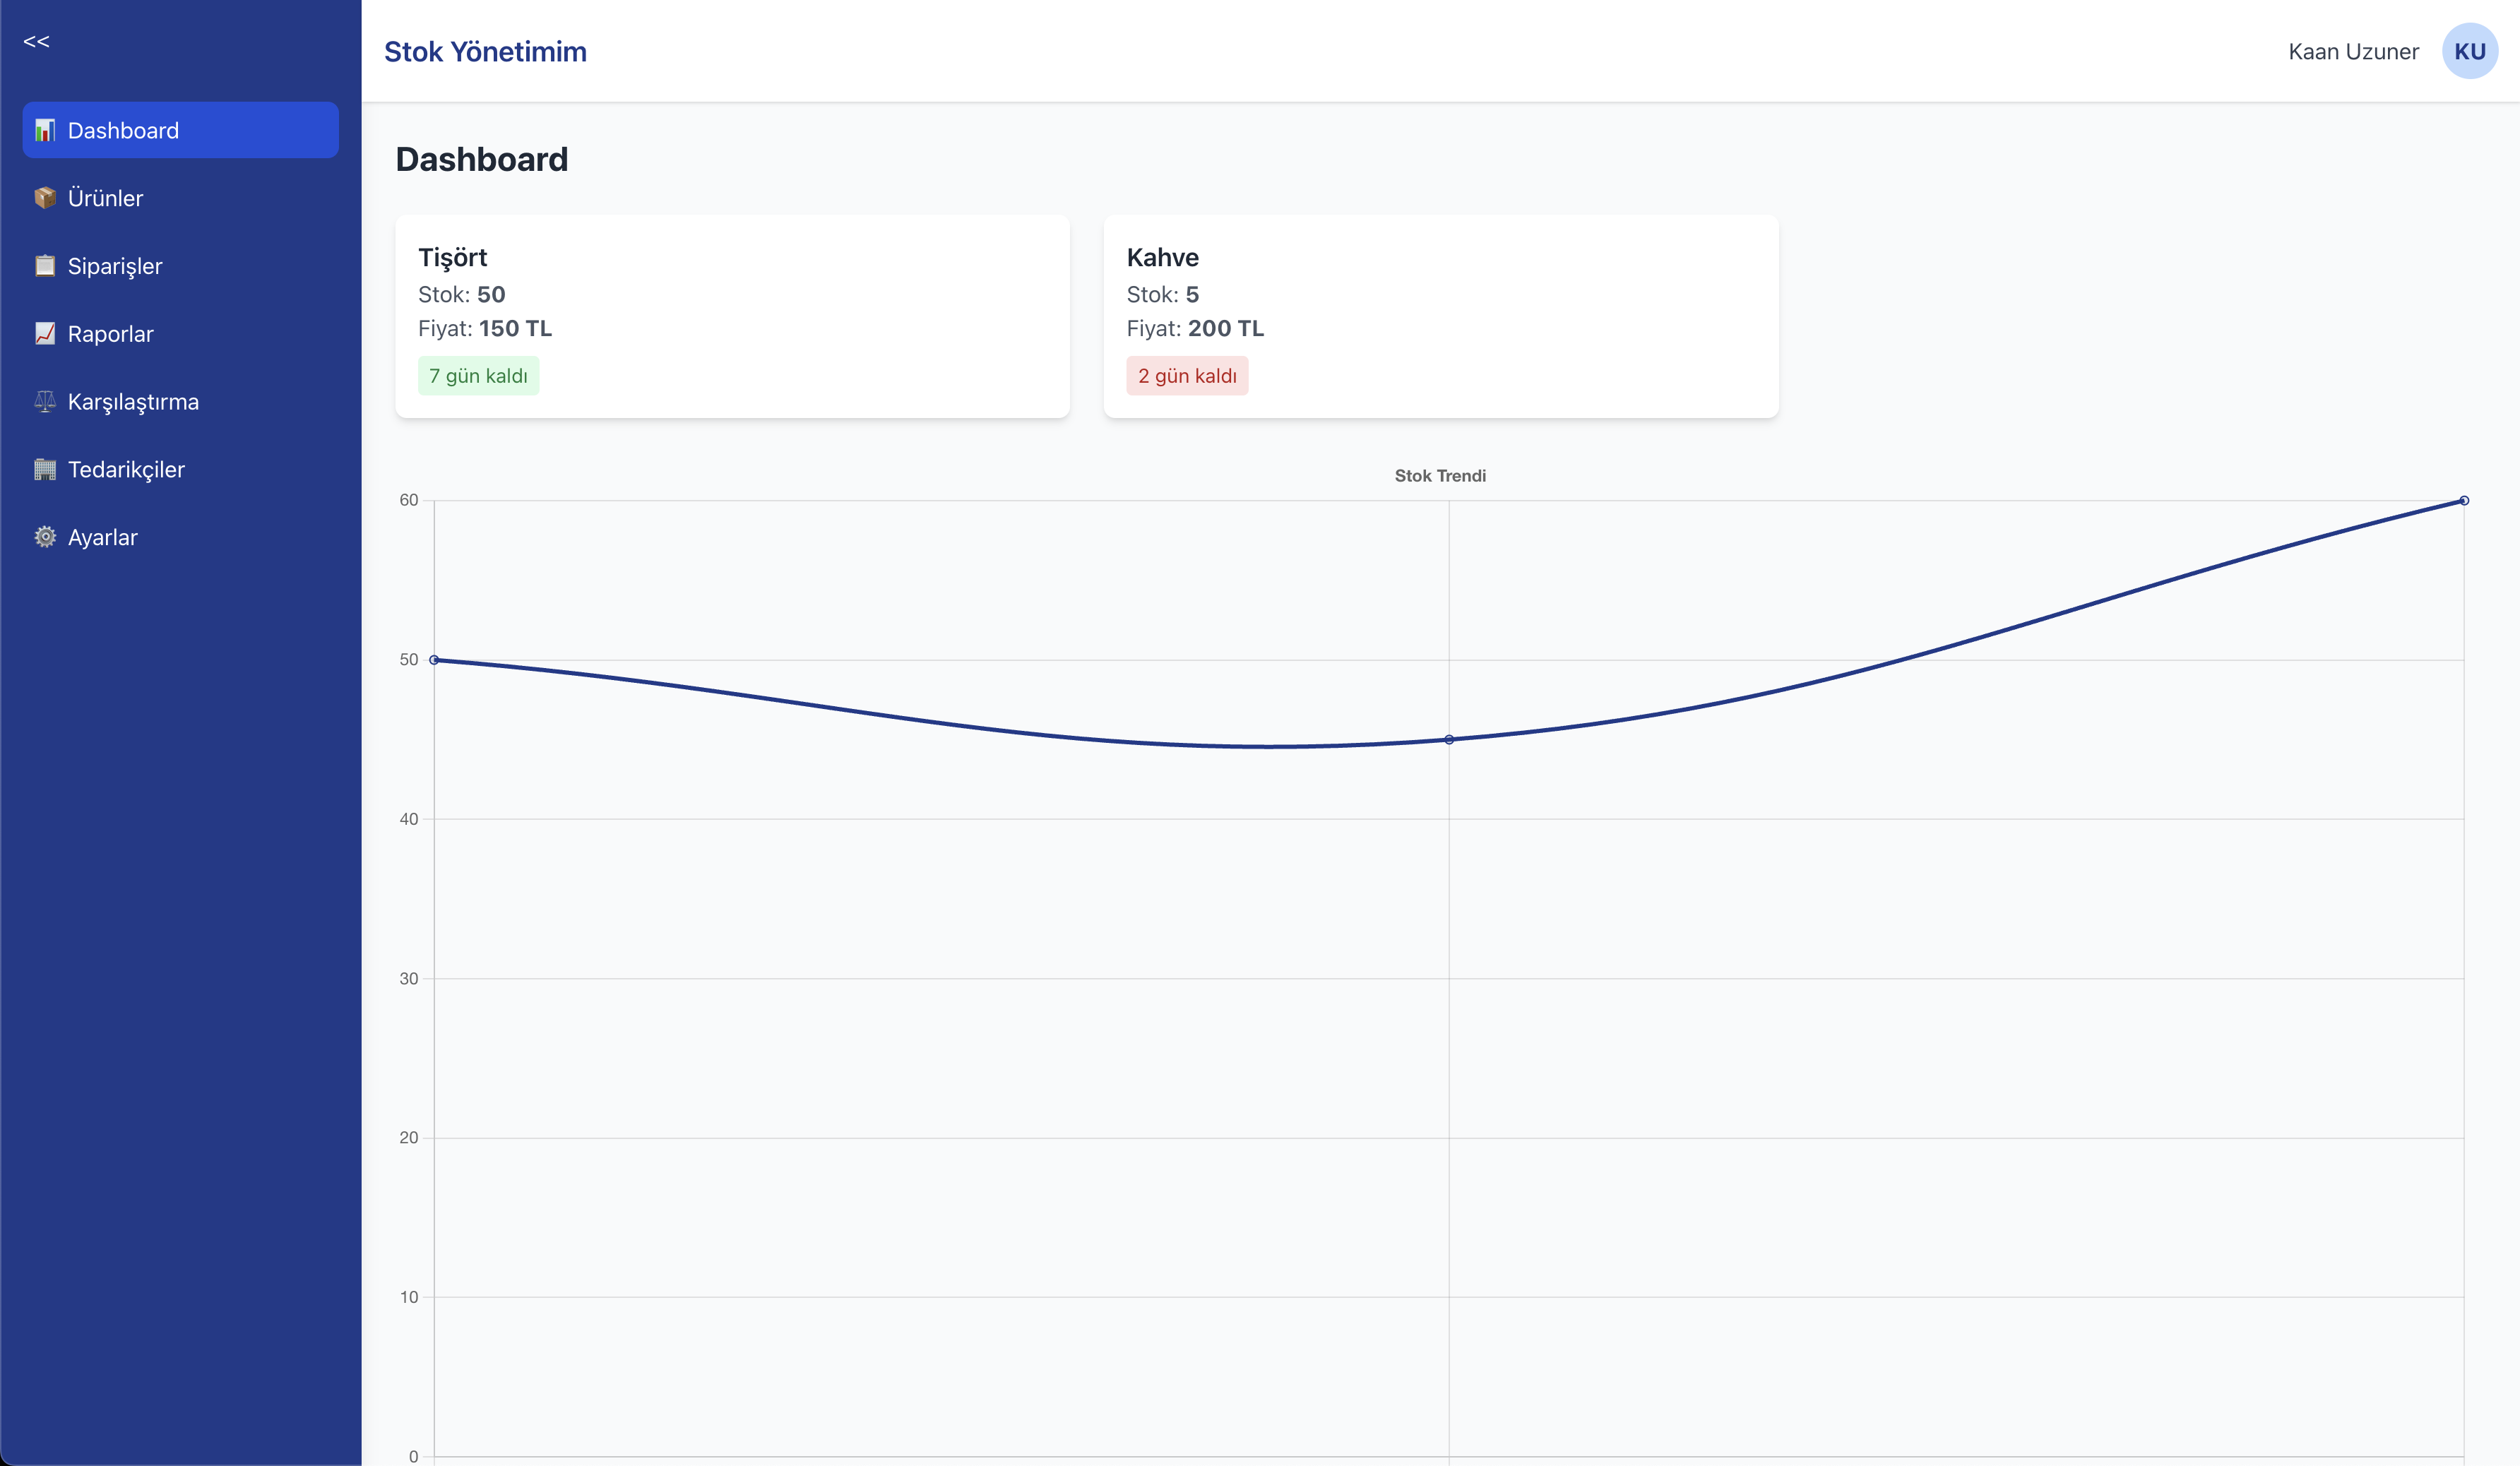 <<
Stok Yönetimim
Kaan Uzuner
KU
Dashboard
Ürünler
Siparişler
Raporlar
Karşılaştırma
Tedarikçiler
Ayarlar
Dashboard
Tişört
Stok: 50
Fiyat: 150 TL
7 gün kaldı
Kahve
Stok: 5
Fiyat: 200 TL
2 gün kaldı
Stok Trendi
60
50
40
30
20
10
0